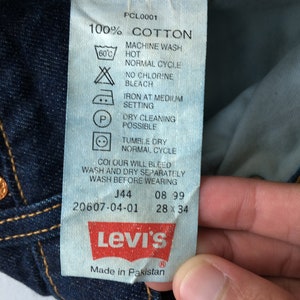 PCL0001
100% COTTON
60°C
MACHINE WASH
HOT
NORMAL CYCLE
NO CHLORINE
BLEACH
IRON AT MEDIUM
SETTING
P
DRY CLEANING
POSSIBLE
TUMBLE DRY
NORMAL CYCLE
COLOUR WILL BLEED
WASH AND DRY SEPARATELY
WASH BEFORE WEARING
J44 08 99
20607-04-01 28 x 34
LEVI'S
®
Made in Pakistan